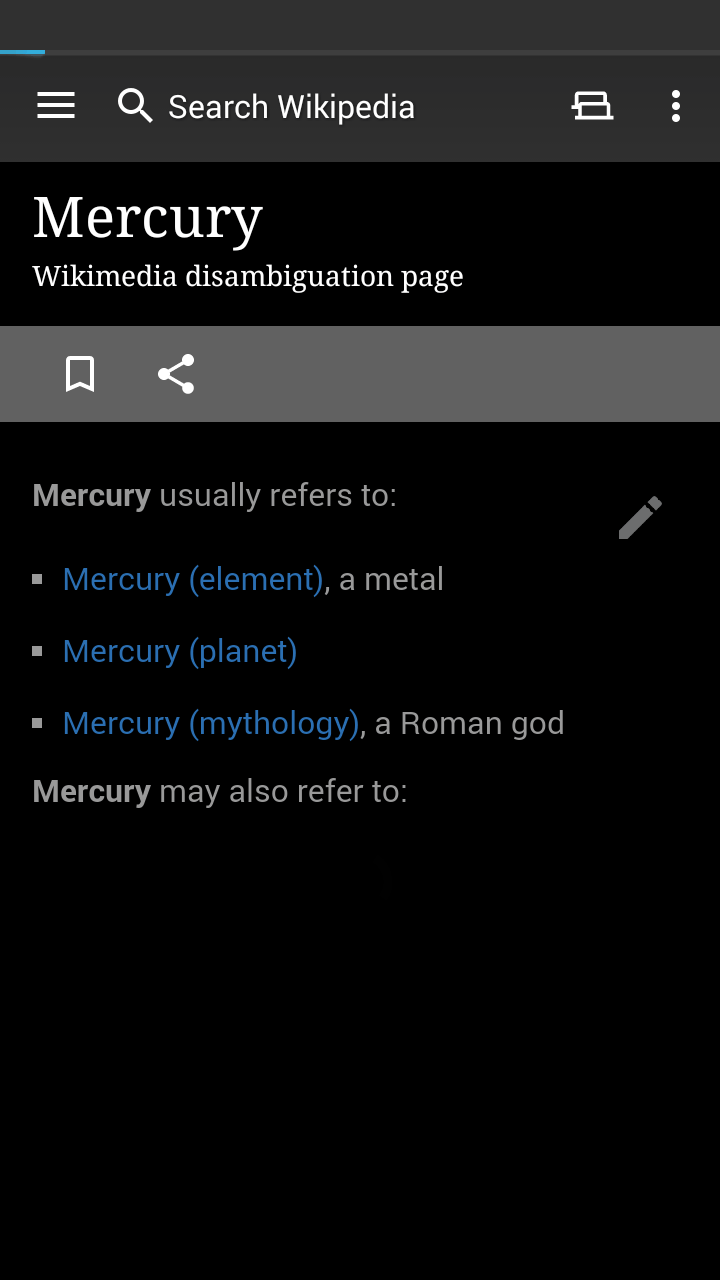 Search Wikipedia
Mercury
Wikimedia disambiguation page
Mercury usually refers to:
Mercury (element), a metal
Mercury (planet)
Mercury (mythology), a Roman god
Mercury may also refer to: